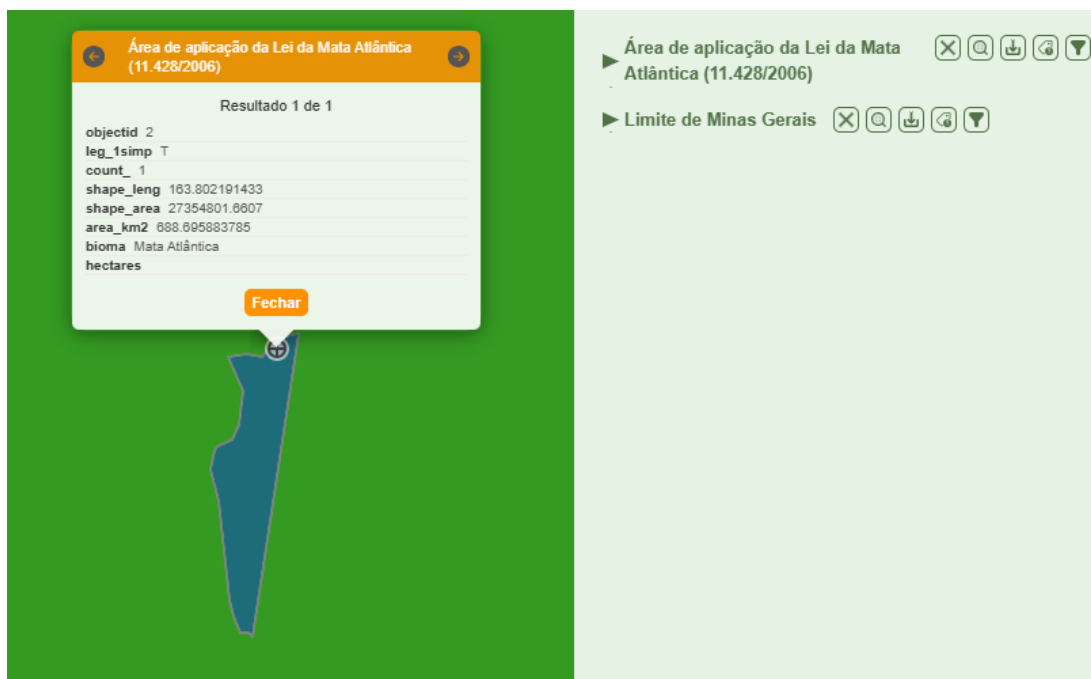 Área de aplicação da Lei da Mata Atlântica
(11.428/2006)
Resultado 1 de 1
objectid 2
leg_1simp T
count_ 1
shape_leng 163.802191433
shape_area 27354801.6607
area_km2 688.695883785
bioma Mata Atlântica
hectares
Fechar
Área de aplicação da Lei da Mata
Atlântica (11.428/2006)
Limite de Minas Gerais